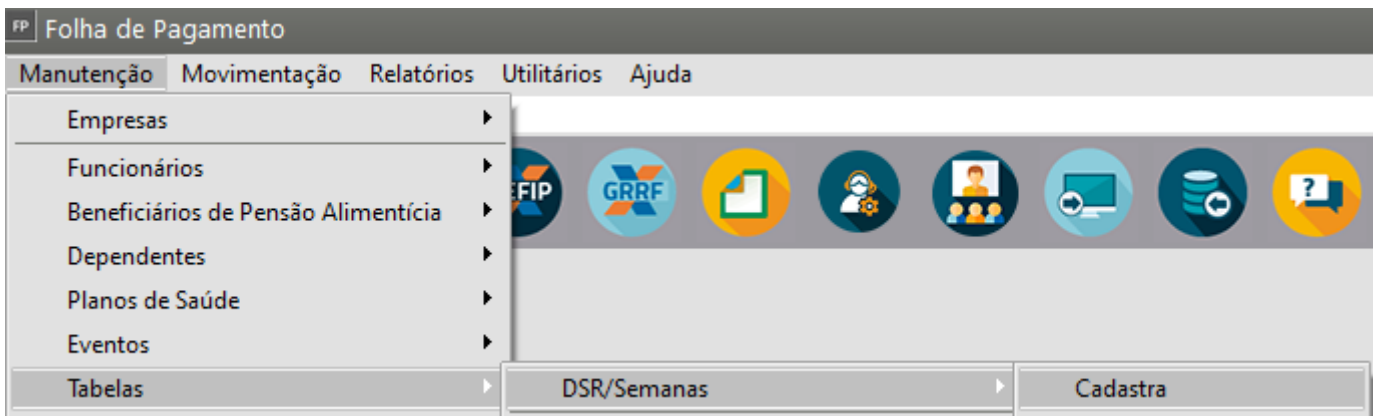 FP Folha de Pagamento
Manutenção Movimentação Relatórios Utilitários Ajuda
Empresas
Funcionários
FIP GRRF ?
Beneficiários de Pensão Alimentícia
Dependentes
Planos de Saúde
Eventos
Tabelas DSR/Semanas Cadastra